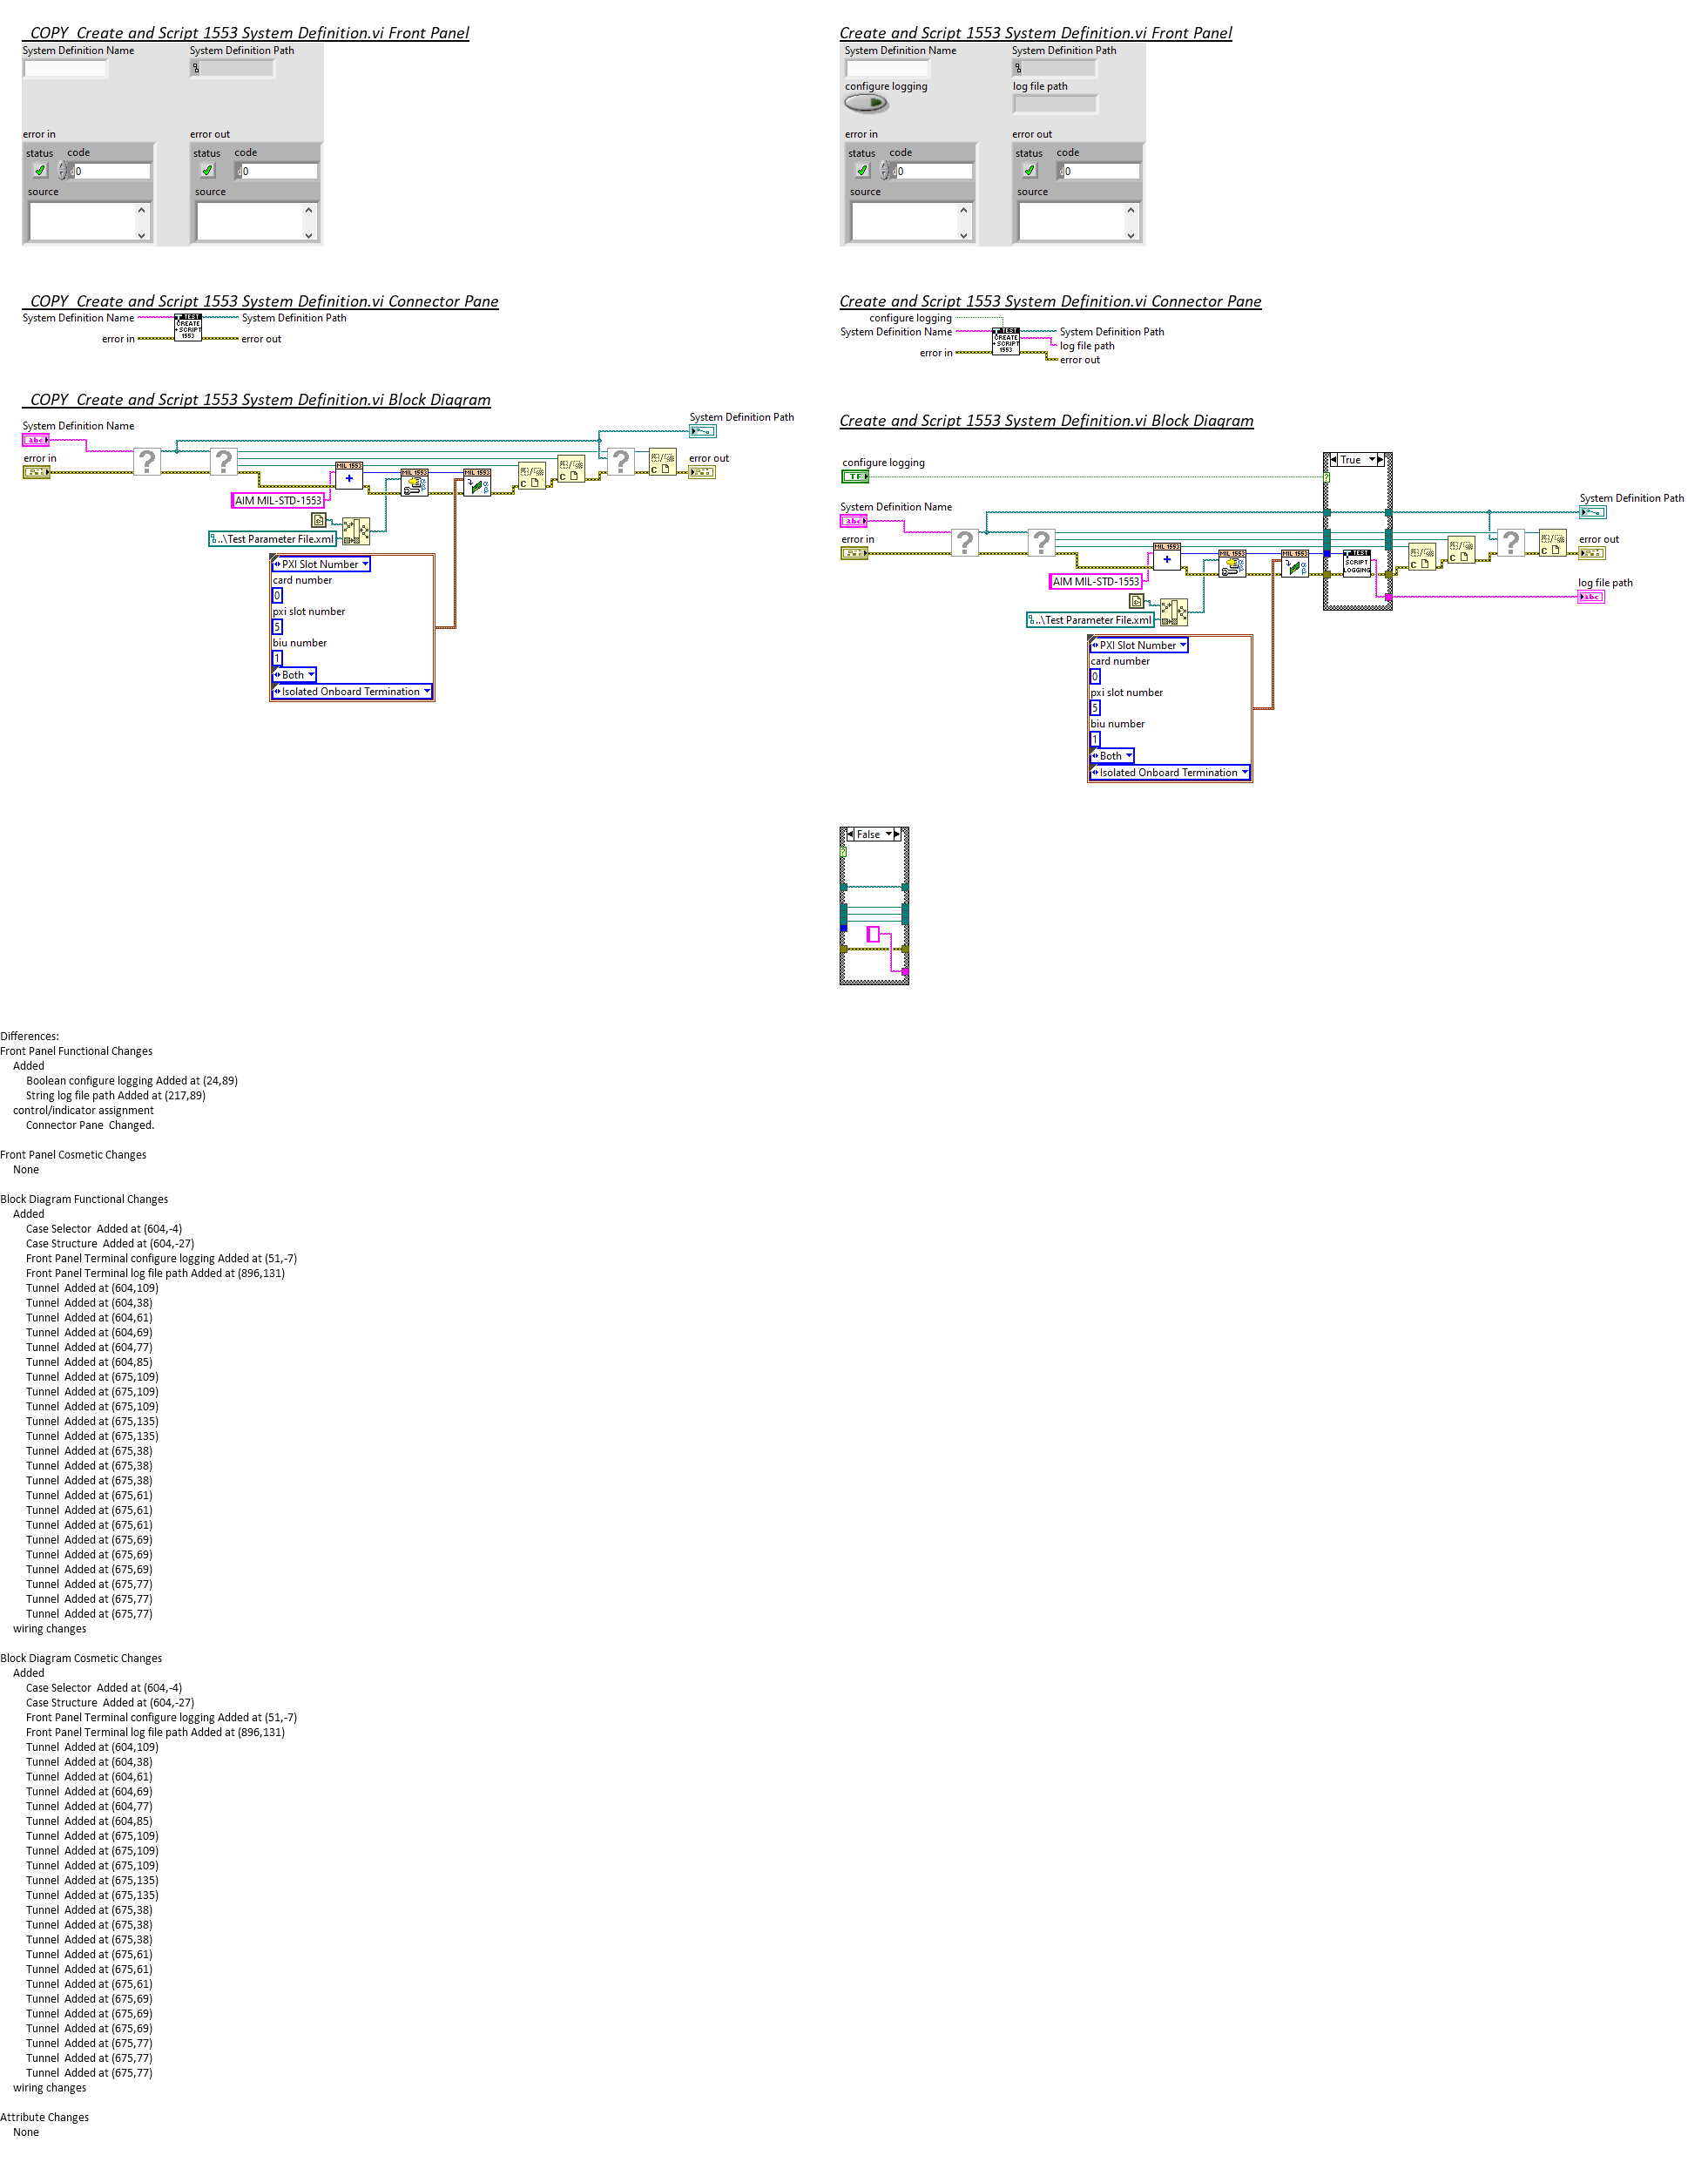 COPY  Create and Script 1553 System Definition.vi Front Panel
System Definition Name
System Definition Path
error in
error out
status
code
status
code
0
0
source
source
COPY  Create and Script 1553 System Definition.vi Connector Pane
System Definition Name
System Definition Path
error in
error out
TEST
CREATE
+SCRIPT
1553
COPY  Create and Script 1553 System Definition.vi Block Diagram
System Definition Path
System Definition Name
abc
error in
error out
?
?
?
MIL 1553
MIL 1553
MIL 1553
C
C
C
AIM MIL-STD-1553
..\Test Parameter File.xml
PXI Slot Number
card number
0
pxi slot number
5
biu number
1
Both
Isolated Onboard Termination
Create and Script 1553 System Definition.vi Front Panel
System Definition Name
System Definition Path
configure logging
log file path
error in
error out
status
code
status
code
0
0
source
source
Create and Script 1553 System Definition.vi Connector Pane
configure logging
System Definition Name
System Definition Path
log file path
error in
error out
TEST
CREATE
+SCRIPT
1553
Create and Script 1553 System Definition.vi Block Diagram
True
configure logging
TF
?
System Definition Path
System Definition Name
abc
error in
error out
?
?
?
MIL 1553
MIL 1553
MIL 1553
TEST
SCRIPT
LOGGING
C
C
C
AIM MIL-STD-1553
log file path
abc
..\Test Parameter File.xml
PXI Slot Number
card number
0
pxi slot number
5
biu number
1
Both
Isolated Onboard Termination
False
?
Differences:
Front Panel Functional Changes
Added
Boolean configure logging Added at (24,89)
String log file path Added at (217,89)
control/indicator assignment
Connector Pane  Changed.
Front Panel Cosmetic Changes
None
Block Diagram Functional Changes
Added
Case Selector  Added at (604,-4)
Case Structure  Added at (604,-27)
Front Panel Terminal configure logging Added at (51,-7)
Front Panel Terminal log file path Added at (896,131)
Tunnel  Added at (604,109)
Tunnel  Added at (604,38)
Tunnel  Added at (604,61)
Tunnel  Added at (604,69)
Tunnel  Added at (604,77)
Tunnel  Added at (604,85)
Tunnel  Added at (675,109)
Tunnel  Added at (675,109)
Tunnel  Added at (675,109)
Tunnel  Added at (675,135)
Tunnel  Added at (675,135)
Tunnel  Added at (675,38)
Tunnel  Added at (675,38)
Tunnel  Added at (675,38)
Tunnel  Added at (675,61)
Tunnel  Added at (675,61)
Tunnel  Added at (675,61)
Tunnel  Added at (675,69)
Tunnel  Added at (675,69)
Tunnel  Added at (675,69)
Tunnel  Added at (675,77)
Tunnel  Added at (675,77)
Tunnel  Added at (675,77)
wiring changes
Block Diagram Cosmetic Changes
Added
Case Selector  Added at (604,-4)
Case Structure  Added at (604,-27)
Front Panel Terminal configure logging Added at (51,-7)
Front Panel Terminal log file path Added at (896,131)
Tunnel  Added at (604,109)
Tunnel  Added at (604,38)
Tunnel  Added at (604,61)
Tunnel  Added at (604,69)
Tunnel  Added at (604,77)
Tunnel  Added at (604,85)
Tunnel  Added at (675,109)
Tunnel  Added at (675,109)
Tunnel  Added at (675,109)
Tunnel  Added at (675,135)
Tunnel  Added at (675,135)
Tunnel  Added at (675,38)
Tunnel  Added at (675,38)
Tunnel  Added at (675,38)
Tunnel  Added at (675,61)
Tunnel  Added at (675,61)
Tunnel  Added at (675,61)
Tunnel  Added at (675,69)
Tunnel  Added at (675,69)
Tunnel  Added at (675,69)
Tunnel  Added at (675,77)
Tunnel  Added at (675,77)
Tunnel  Added at (675,77)
wiring changes
Attribute Changes
None